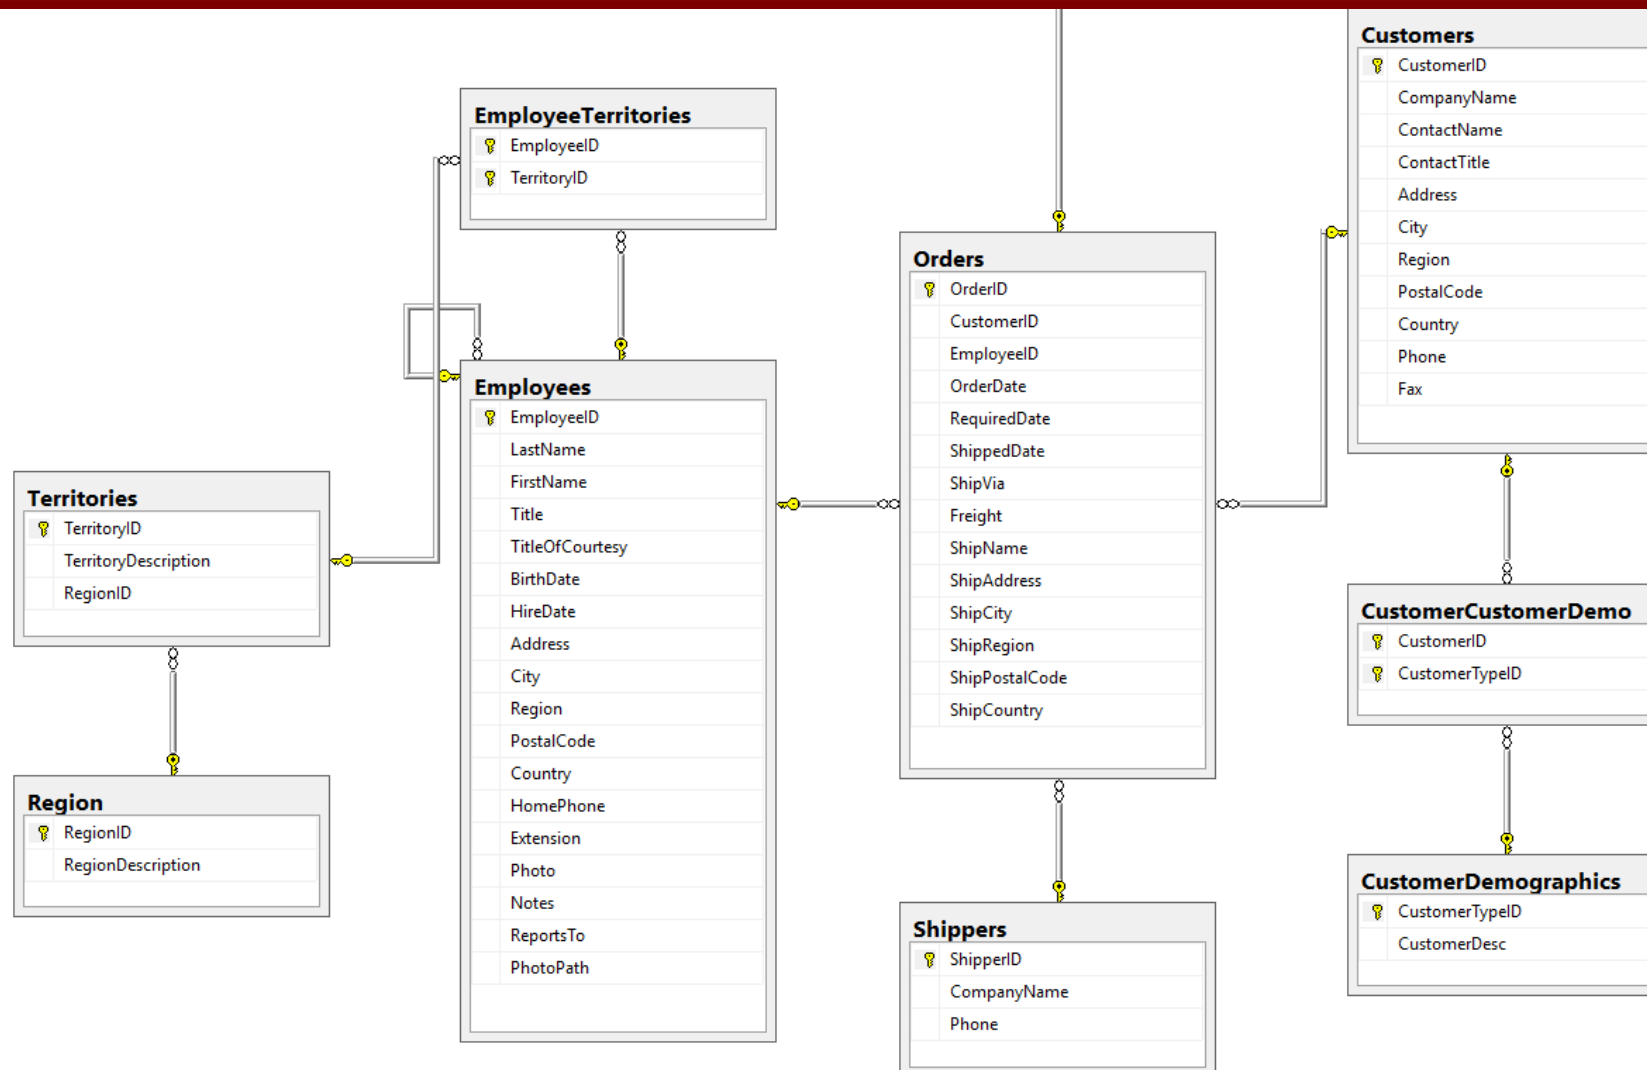 EmployeeTerritories
EmployeeID
TerritoryID
Territories
TerritoryID
TerritoryDescription
RegionID
Region
RegionID
RegionDescription
Employees
EmployeeID
LastName
FirstName
Title
TitleOfCourtesy
BirthDate
HireDate
Address
City
Region
PostalCode
Country
HomePhone
Extension
Photo
Notes
ReportsTo
PhotoPath
Orders
OrderID
CustomerID
EmployeeID
OrderDate
RequiredDate
ShippedDate
ShipVia
Freight
ShipName
ShipAddress
ShipCity
ShipRegion
ShipPostalCode
ShipCountry
Shippers
ShipperID
CompanyName
Phone
Customers
CustomerID
CompanyName
ContactName
ContactTitle
Address
City
Region
PostalCode
Country
Phone
Fax
CustomerCustomerDemo
CustomerID
CustomerTypeID
CustomerDemographics
CustomerTypeID
CustomerDesc